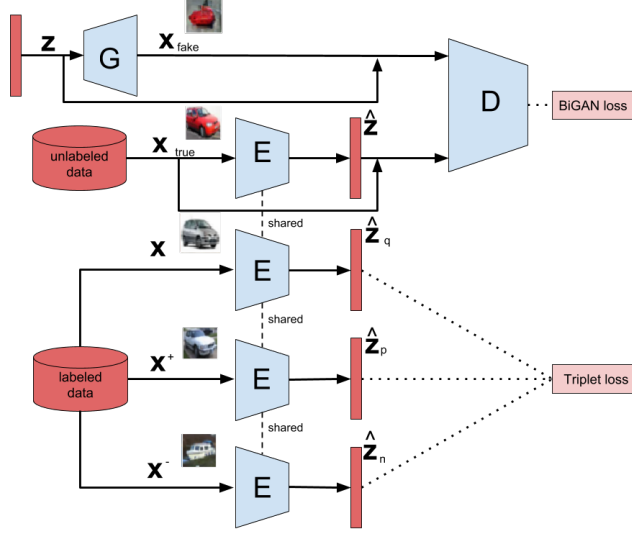 z
G
x fake
D
BiGAN loss
unlabeled
data
x true
E
ẑ
shared
x
E
ẑ q
shared
labeled
data
x +
E
ẑ p
Triplet loss
shared
x -
E
ẑ n